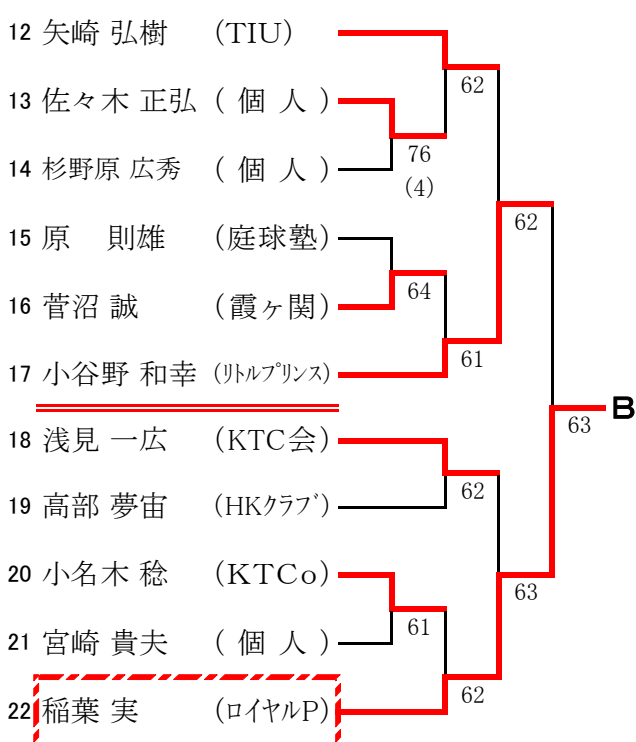 12 矢崎 弘樹 (TIU)
62
13 佐々木 正弘 ( 個 人 )
76
(4)
14 杉野原 広秀 ( 個 人 )
62
15 原 則雄 (庭球塾)
64
16 菅沼 誠 (霞ヶ関)
61
17 小谷野 和幸 (ﾘﾄﾙﾌﾟﾘﾝｽ)
63 B
18 浅見 一広 (KTC会)
62
19 高部 夢宙 (HKｸﾗﾌﾞ)
20 小名木 稔 (KTCo)
63
61
21 宮崎 貴夫 ( 個 人 )
62
22 稲葉 実 (ﾛｲﾔﾙP)